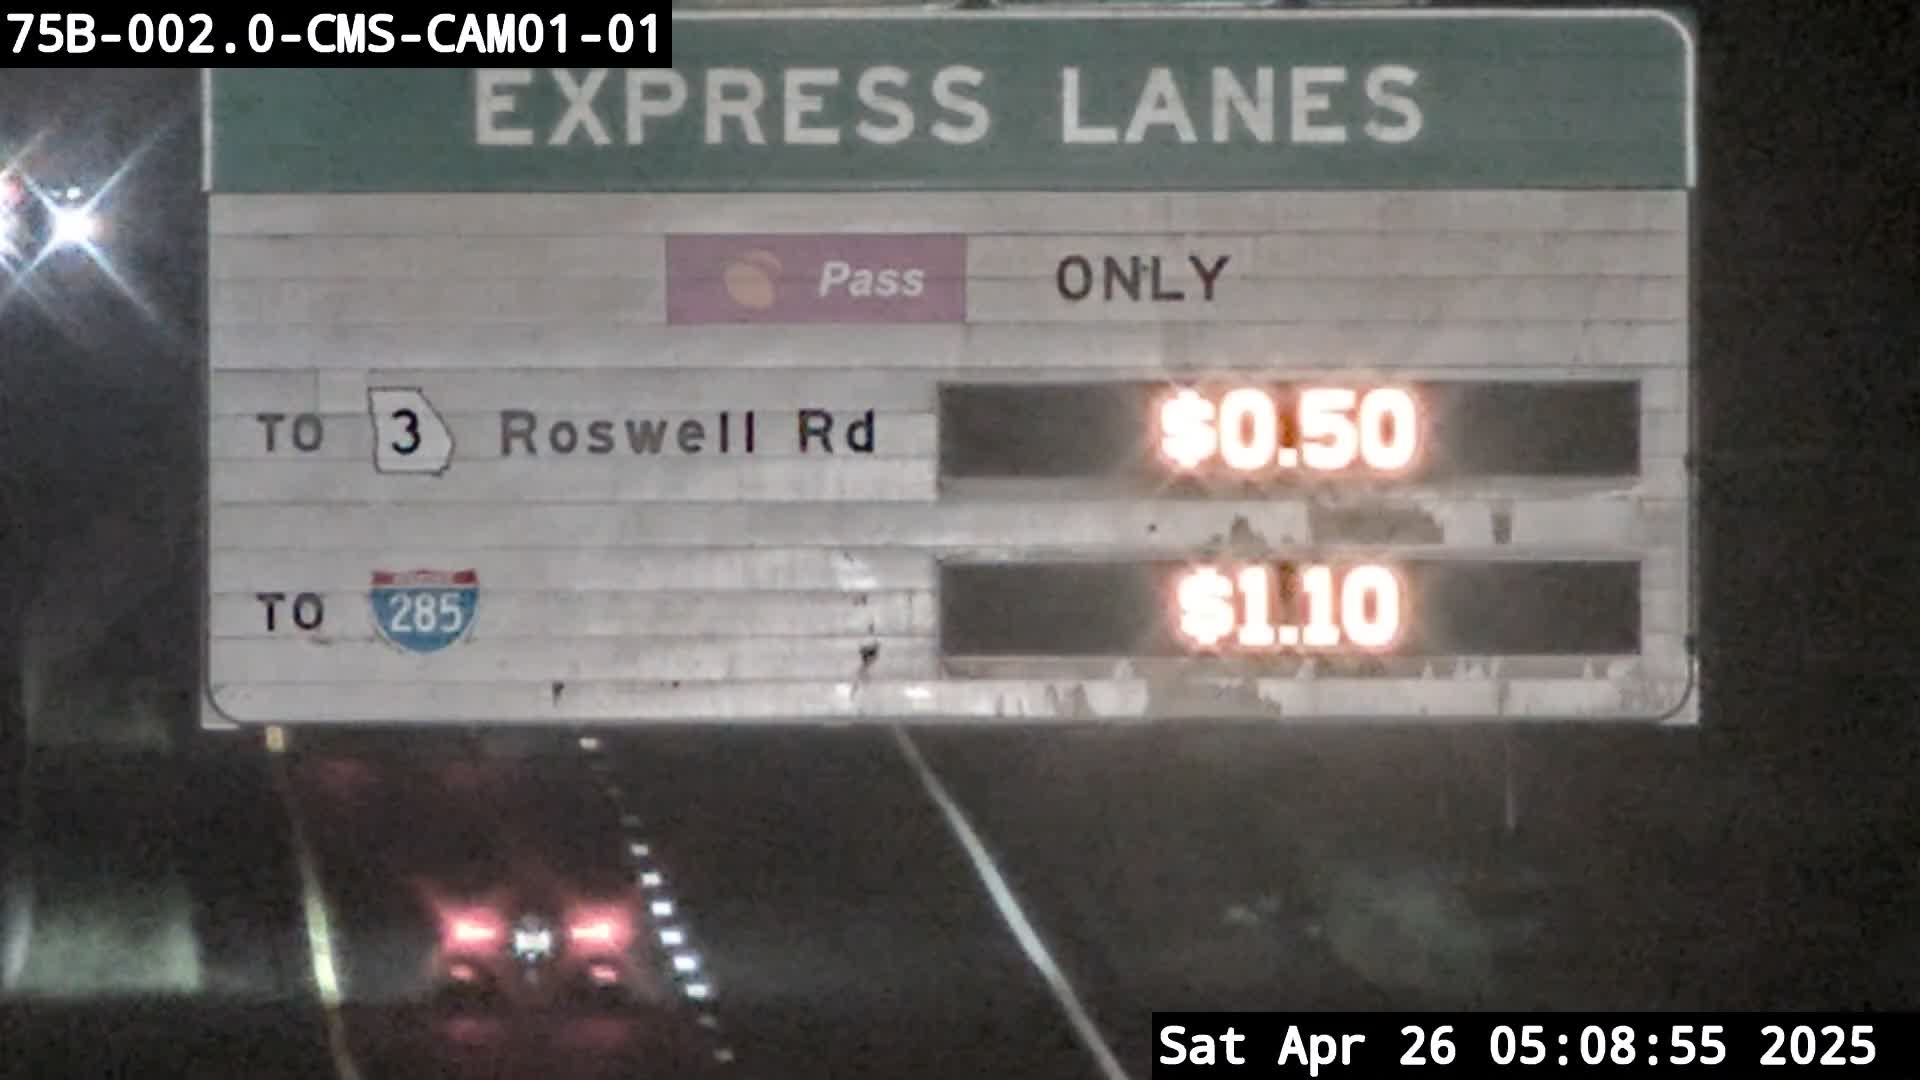 75B-002.0-CMS-CAM01-01
EXPRESS LANES
Pass ONLY
TO 3 Roswell Rd $0.50
TO 285 $1.10
Sat Apr 26 05:08:55 2025